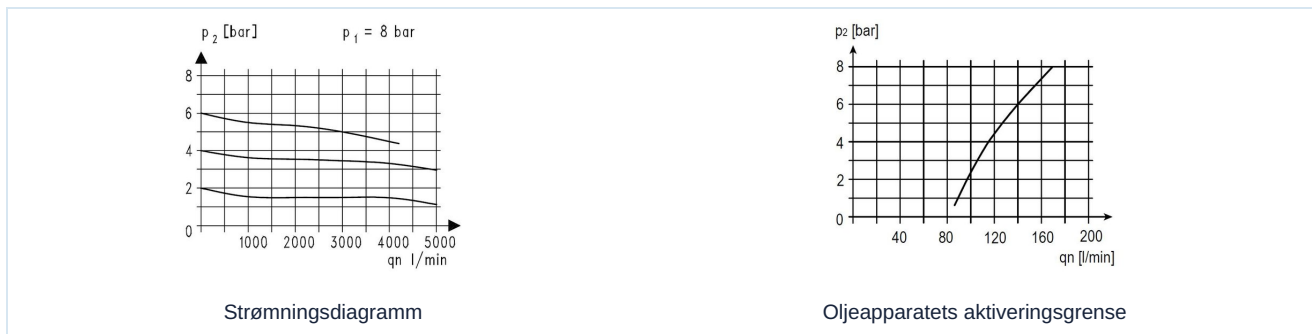 p 2 [bar] p 1 = 8 bar
8
6
4
2
0
1000 2000 3000 4000 5000
qn l/min
Strømningsdiagramm
p2 [bar]
8
6
4
2
0
40 80 120 160 200
qn [l/min]
Oljeapparatets aktiveringsgrense